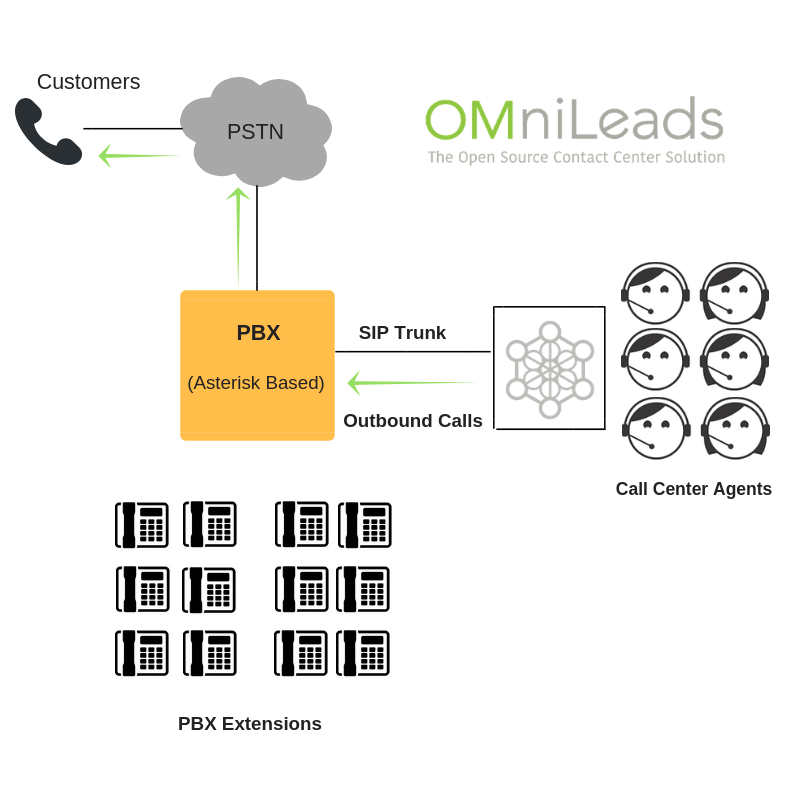 Customers
PSTN
OMniLeads
The Open Source Contact Center Solution
PBX
(Asterisk Based)
SIP Trunk
Outbound Calls
Call Center Agents
PBX Extensions